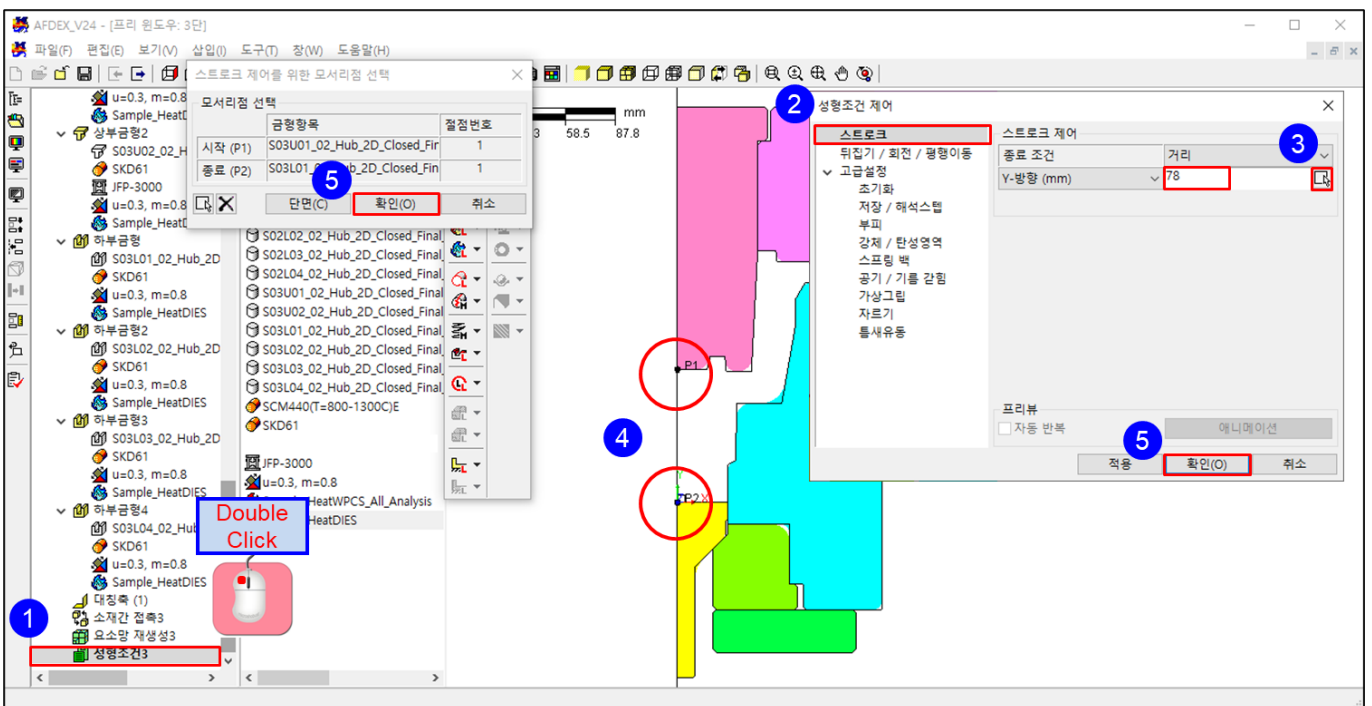 AFDEX_V24 - [프리 윈도우: 3단]
파일(F) 편집(E) 보기(V) 삽입(I) 도구(T) 창(W) 도움말(H)
스트로크 제어를 위한 모서리점 선택
모서리점 선택
금형항목 절점번호
시작 (P1) S03U01_02_Hub_2D_Closed_Fir 1
종료 (P2) S03L01_ b_2D_Closed_Fin 1
5
단면(C) 확인(O) 취소
u=0.3, m=0.8
Sample_HeatD
상부금형2
S03U02_02_H
SKD61
JFP-3000
u=0.3, m=0.8
Sample_HeatD
하부금형
S03L01_02_Hub_2D
SKD61
u=0.3, m=0.8
Sample_HeatDIES
하부금형2
S03L02_02_Hub_2D
SKD61
u=0.3, m=0.8
Sample_HeatDIES
하부금형3
S03L03_02_Hub_2D
SKD61
u=0.3, m=0.8
Sample_HeatDIES
하부금형4
S03L04_02_Hu
SKD61
u=0.3, m=0.8
Sample_HeatDIES
대칭축 (1)
소재간 접촉3
요소망 재생성3
성형조건3
1
Double
Click
S02L02_02_Hub_2D_Closed_Final_
S02L03_02_Hub_2D_Closed_Final_
S02L04_02_Hub_2D_Closed_Final_
S03U01_02_Hub_2D_Closed_Final
S03U02_02_Hub_2D_Closed_Final
S03L01_02_Hub_2D_Closed_Final_
S03L02_02_Hub_2D_Closed_Final_
S03L03_02_Hub_2D_Closed_Final_
S03L04_02_Hub_2D_Closed_Final_
SCM440(T=800-1300C)E
SKD61
JFP-3000
u=0.3, m=0.8
HeatWPCS_All_Analysis
HeatDIES
mm
3 58.5 87.8
P1
4
P2 X
2
성형조건 제어
스트로크
뒤집기 / 회전 / 평행이동
고급설정
초기화
저장 / 해석스텝
부피
강체 / 탄성영역
스프링 백
공기 / 기름 갇힘
가상그립
자르기
틈새유동
스트로크 제어
3
종료 조건 거리
Y-방향 (mm) 78
프리뷰
자동 반복 애니메이션
5
적용 확인(O) 취소